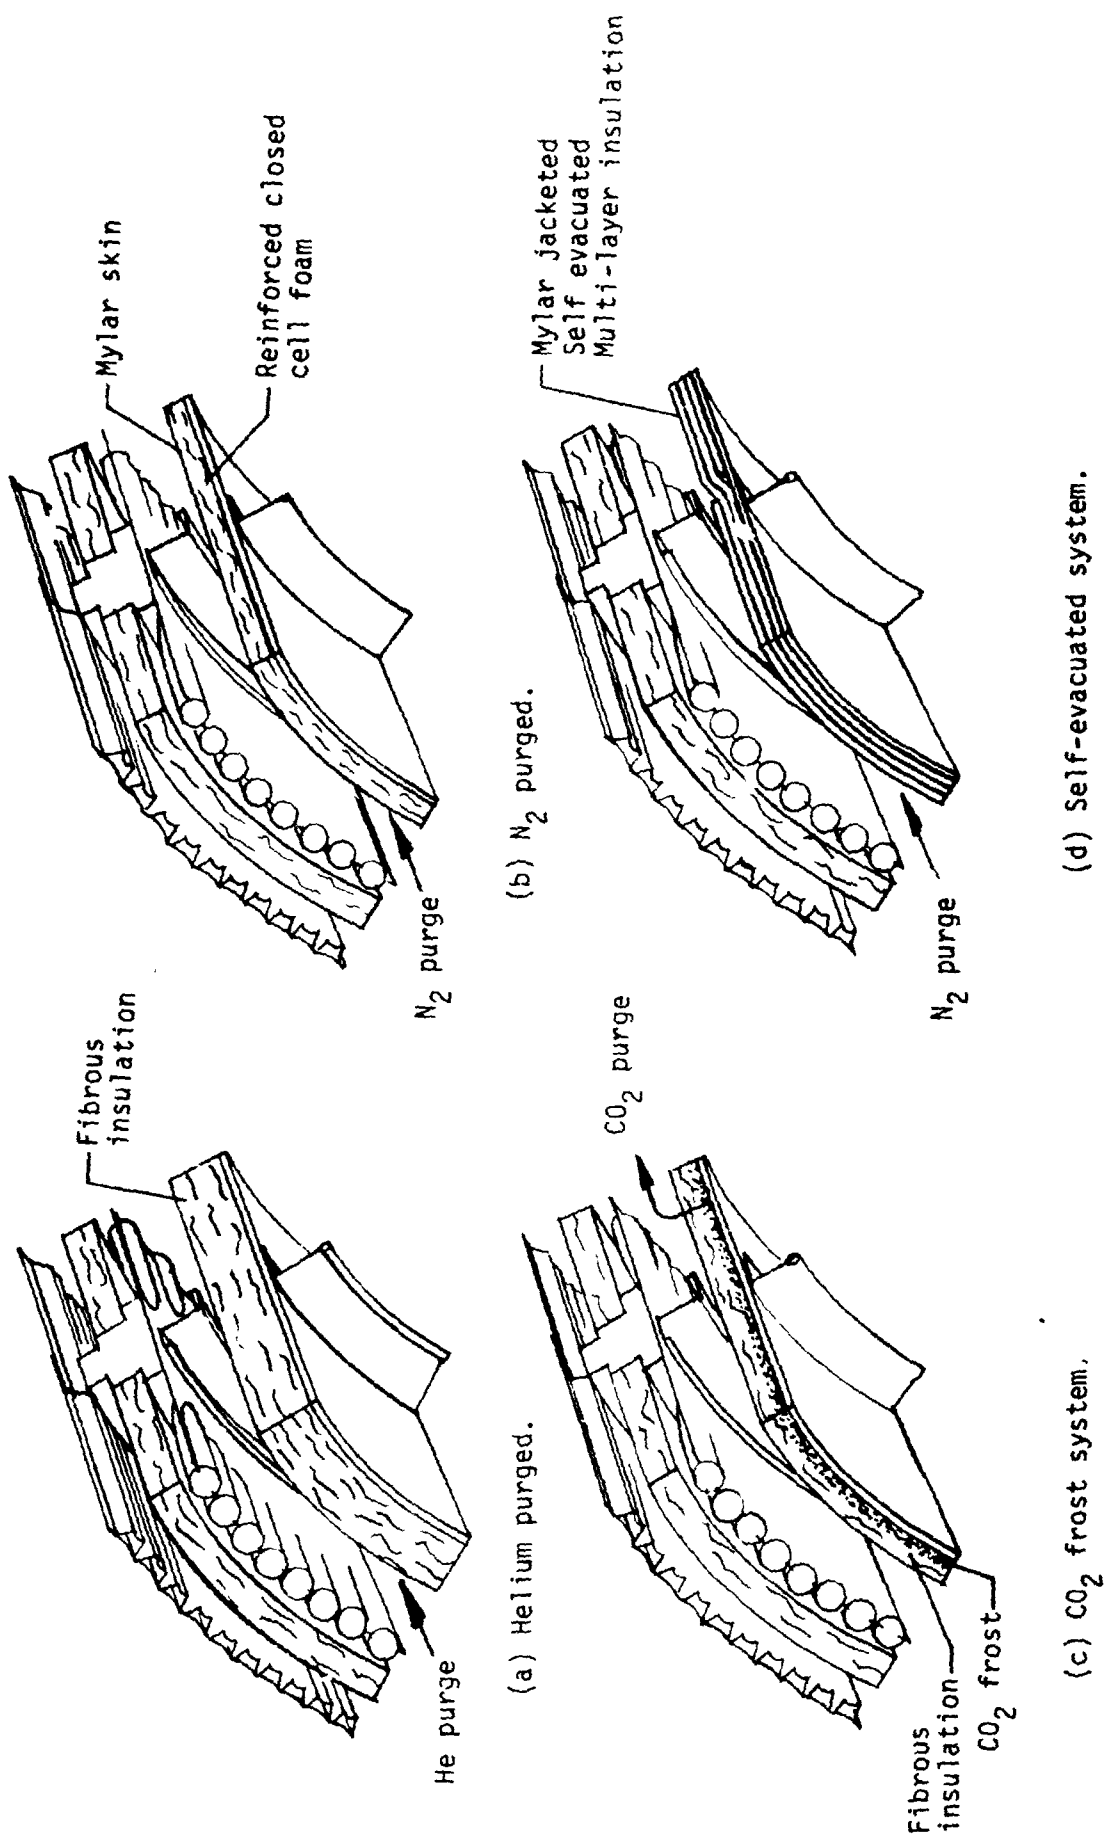 Fibrous
insulation
He purge
(a) Helium purged.
Mylar skin
Reinforced closed
cell foam
N2 purge
(b) N2 purged.
CO2 purge
Fibrous
insulation
CO2 frost
(c) CO2 frost system.
Mylar jacketed
Self evacuated
Multi-layer insulation
N2 purge
(d) Self-evacuated system.